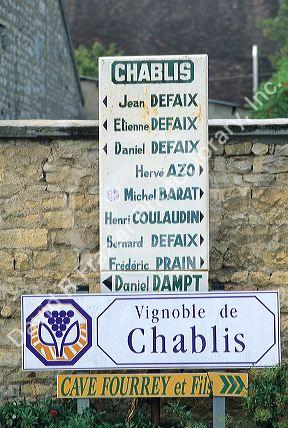 CHABLIS
Jean DEFAIX
Etienne DEFAIX
Daniel DEFAIX
Hervé AZO
Michel BARAT
Henri COULAUDIN
Bernard DEFAIX
Frédéric PRAIN
Daniel DAMPT
Vignoble de
Chablis
CAVE FOURREY et Fils